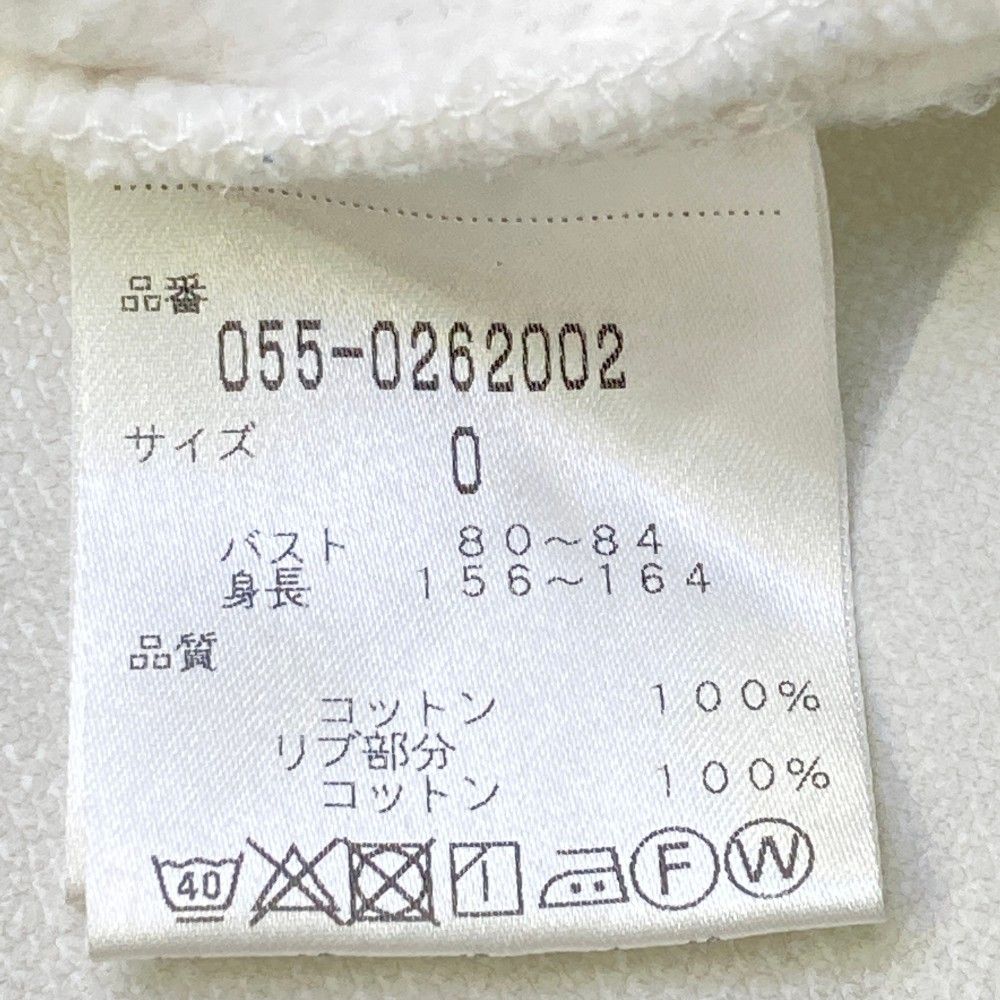 品番
055-0262002
サイズ 0
バスト 80~84
身長 156~164
品質
コットン 100%
リブ部分
コットン 100%
40 F W